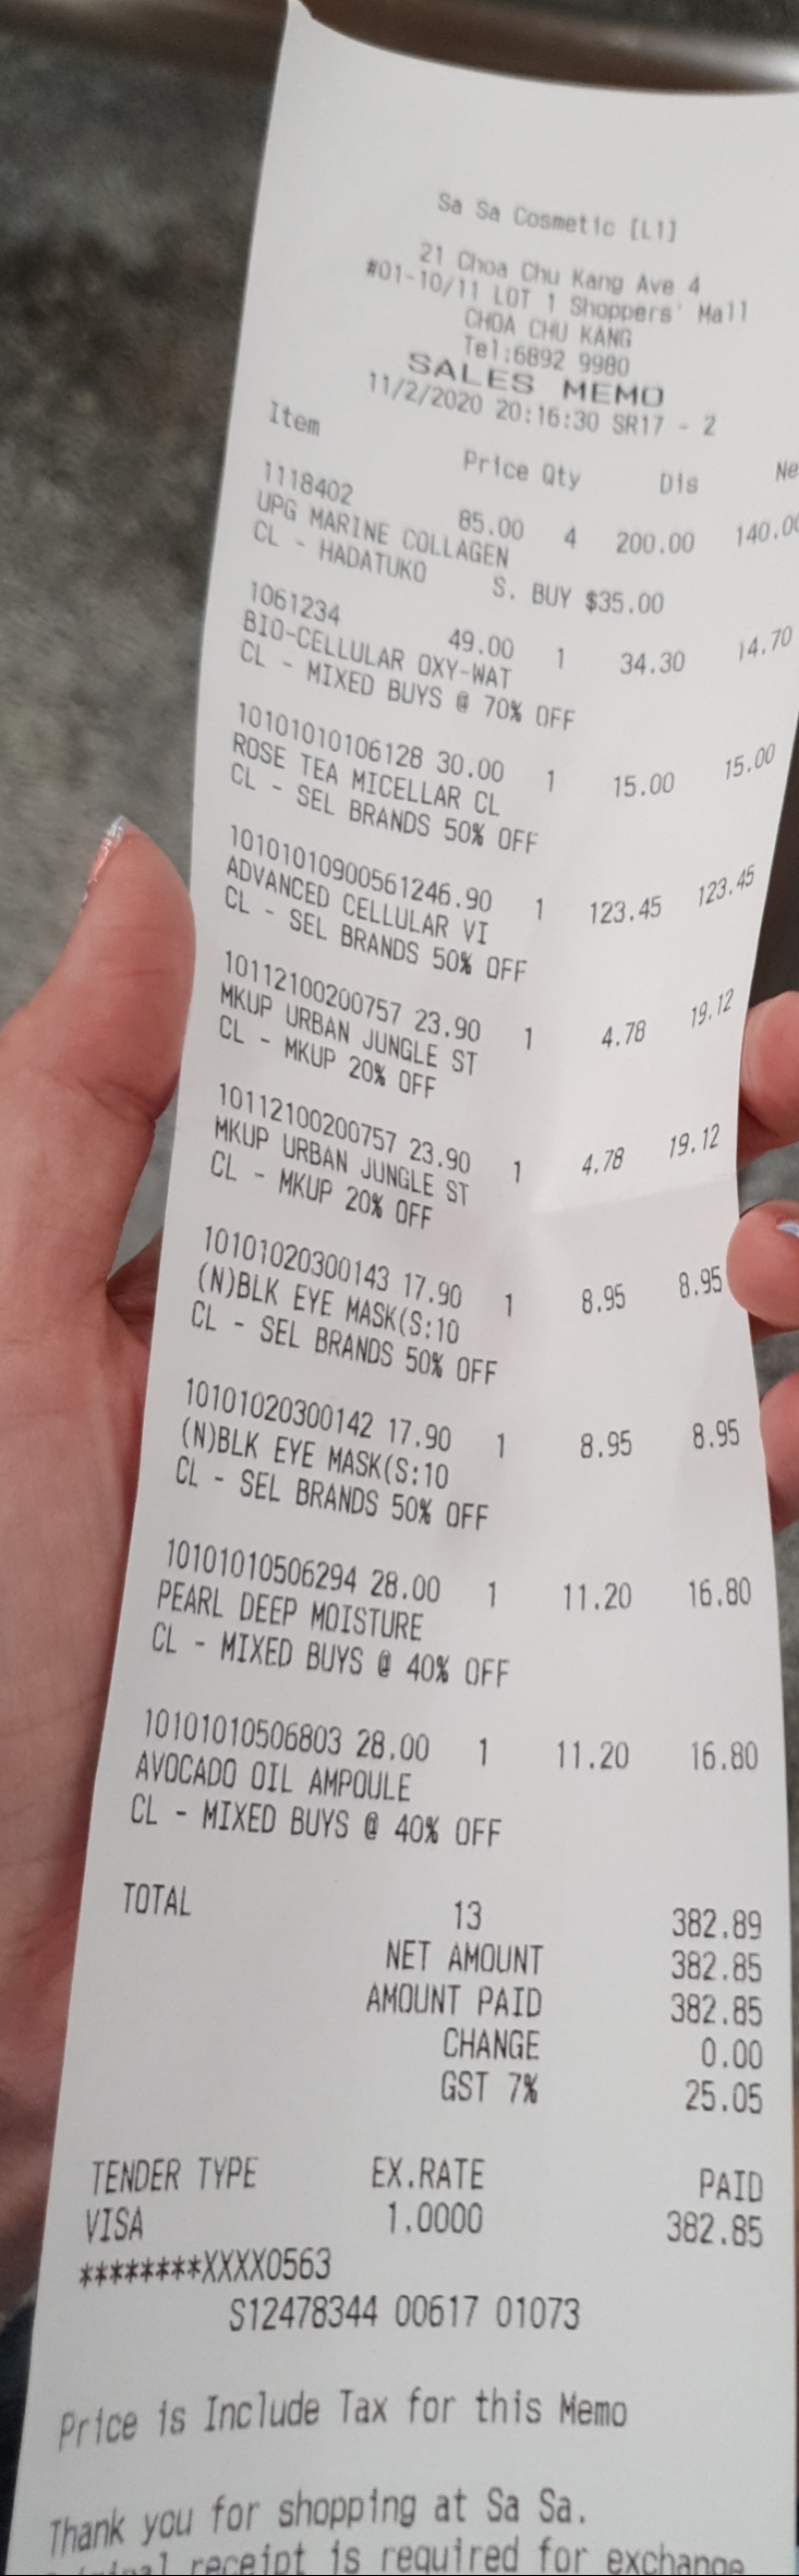 Sa Sa Cosmetic [L1]
21 Choa Chu Kang Ave 4
#01-10/11 LOT 1 Shoppers' Mall
CHOA CHU KANG
Tel:6892 9980
SALES MEMO
11/2/2020 20:16:30 SR17 - 2
Item Price Qty Dis Ne
1118402 85.00 4 200.00 140.00
UPG MARINE COLLAGEN
CL - HADATUKO S. BUY $35.00
1061234 49.00 1 34.30 14.70
BIO-CELLULAR OXY-WAT
CL - MIXED BUYS @ 70% OFF
10101010106128 30.00 1 15.00 15.00
ROSE TEA MICELLAR CL
CL - SEL BRANDS 50% OFF
10101010900561246.90 1 123.45 123.45
ADVANCED CELLULAR VI
CL - SEL BRANDS 50% OFF
10112100200757 23.90 1 4.78 19.12
MKUP URBAN JUNGLE ST
CL - MKUP 20% OFF
10112100200757 23.90 1 4.78 19.12
MKUP URBAN JUNGLE ST
CL - MKUP 20% OFF
10101020300143 17.90 1 8.95 8.95
(N)BLK EYE MASK(S:10
CL - SEL BRANDS 50% OFF
10101020300142 17.90 1 8.95 8.95
(N)BLK EYE MASK(S:10
CL - SEL BRANDS 50% OFF
10101010506294 28.00 1 11.20 16.80
PEARL DEEP MOISTURE
CL - MIXED BUYS @ 40% OFF
10101010506803 28.00 1 11.20 16.80
AVOCADO OIL AMPOULE
CL - MIXED BUYS @ 40% OFF
TOTAL 13 382.89
NET AMOUNT 382.85
AMOUNT PAID 382.85
CHANGE 0.00
GST 7% 25.05
TENDER TYPE EX.RATE PAID
VISA 1.0000 382.85
********XXXX0563
S12478344 00617 01073
Price is Include Tax for this Memo
Thank you for shopping at Sa Sa.
receipt is required for exchange